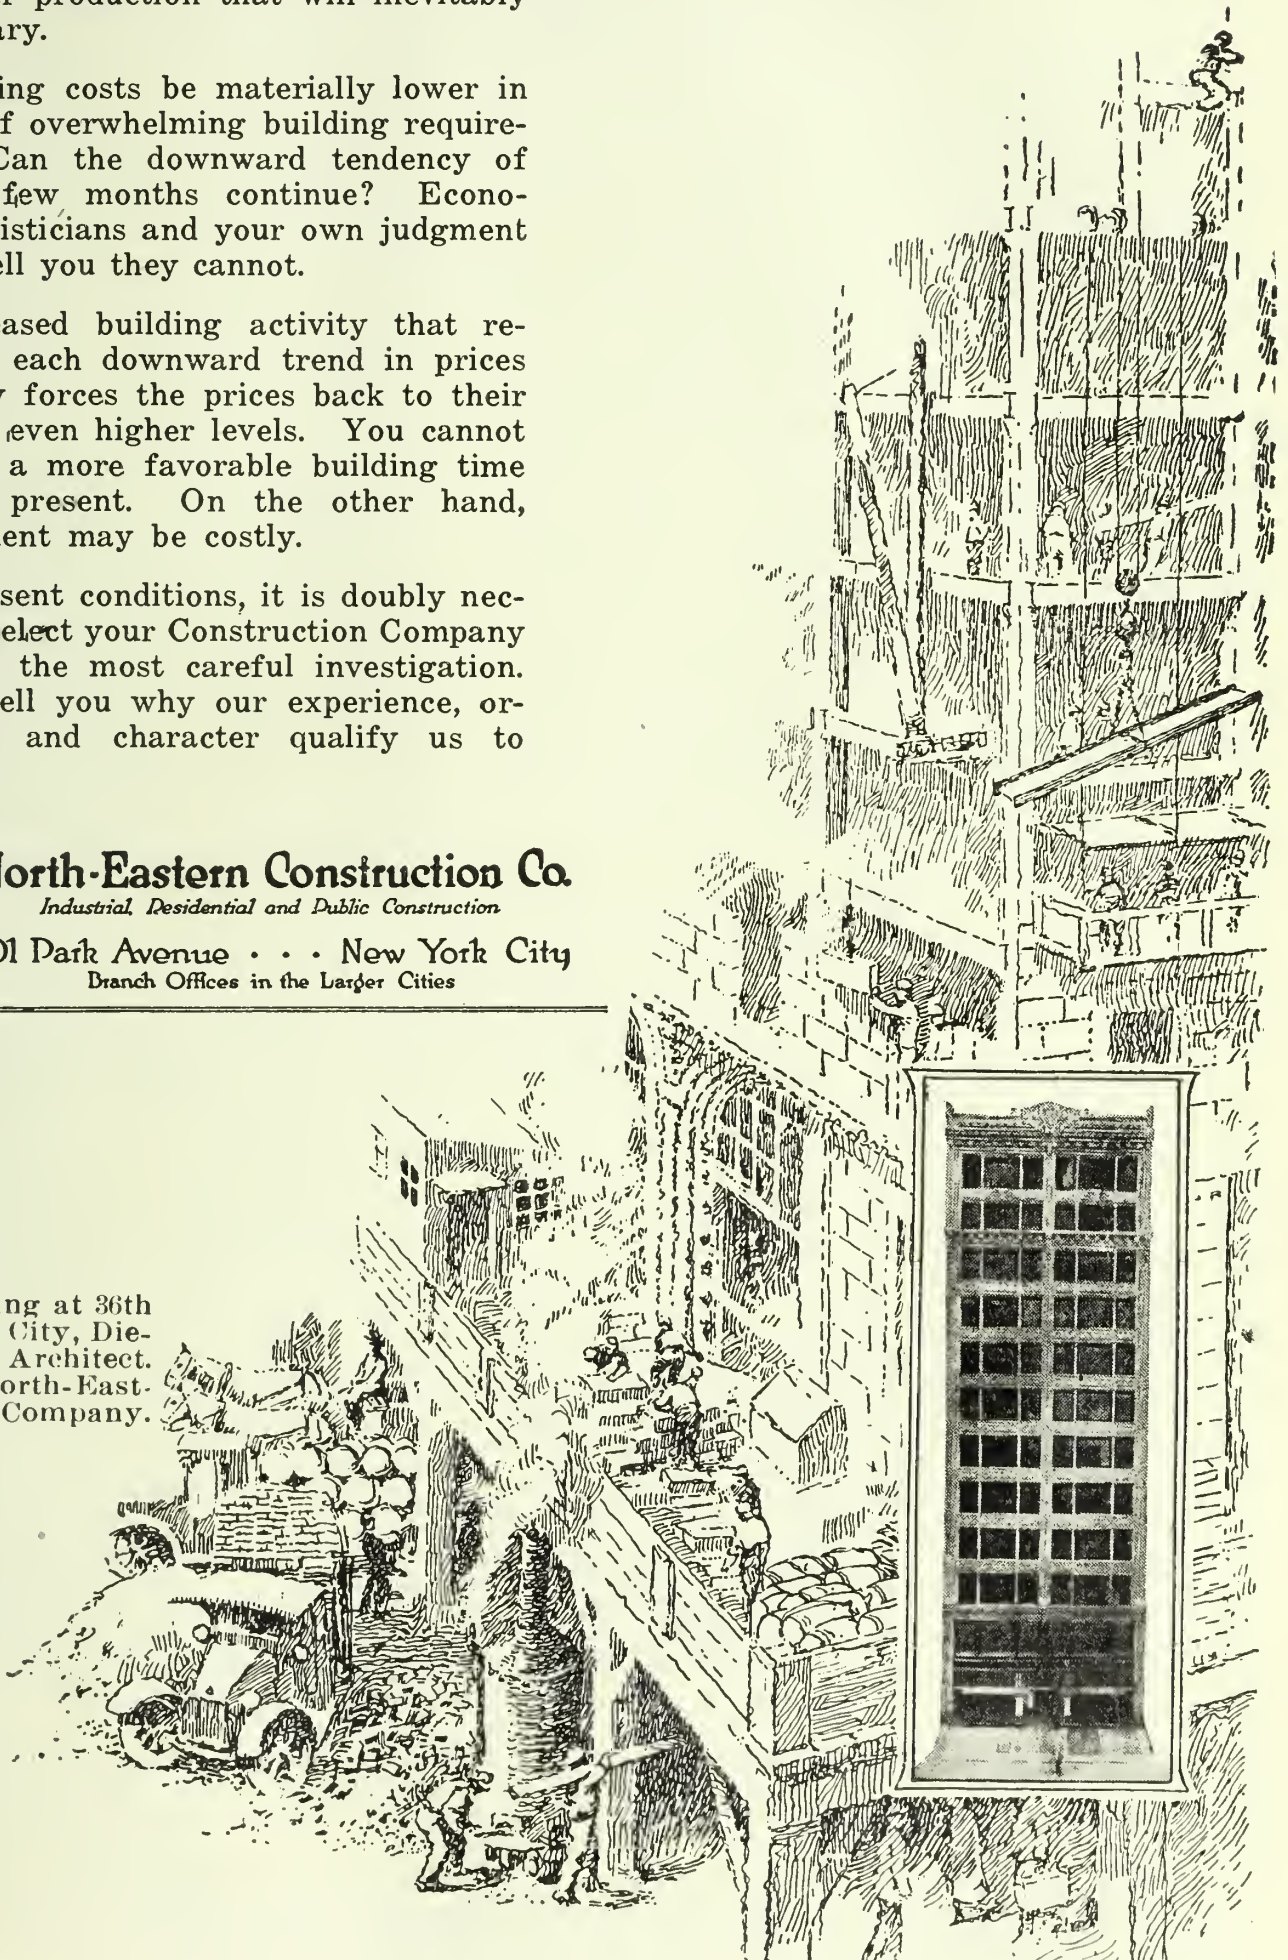 production that will inevitably
ary.
ing costs be materially lower in
f overwhelming building require-
Can the downward tendency of
few months continue? Econo-
isticians and your own judgment
ell you they cannot.
eased building activity that re-
each downward trend in prices
y forces the prices back to their
even higher levels. You cannot
a more favorable building time
present. On the other hand,
ent may be costly.
sent conditions, it is doubly nec-
elect your Construction Company
the most careful investigation.
ell you why our experience, or-
and character qualify us to
North-Eastern Construction Co.
Industrial, Residential and Public Construction
01 Park Avenue · · · New York City
Branch Offices in the Larger Cities
ng at 36th
City, Die-
Architect.
orth-East-
Company.